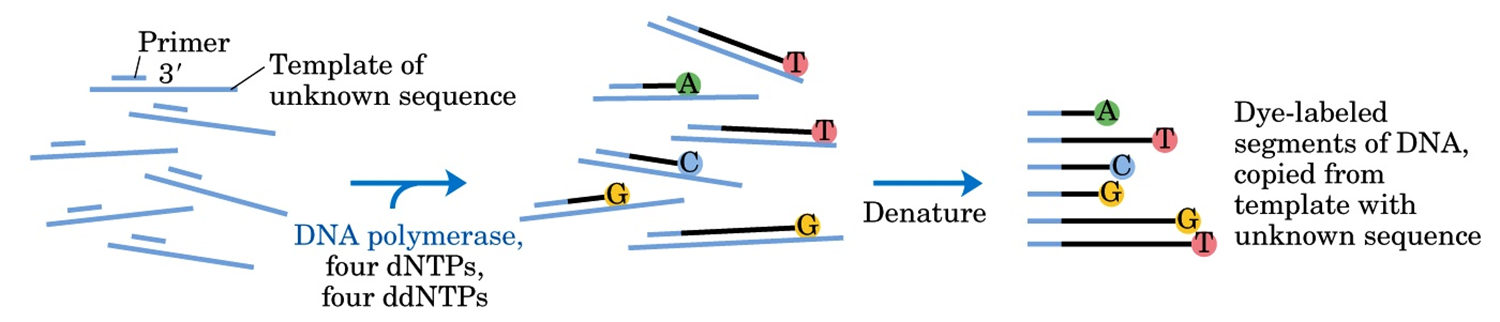 Primer
3′
Template of
unknown sequence
DNA polymerase,
four dNTPs,
four ddNTPs
T
A
T
C
G
G
Denature
A
T
C
G
G
T
Dye-labeled
segments of DNA,
copied from
template with
unknown sequence